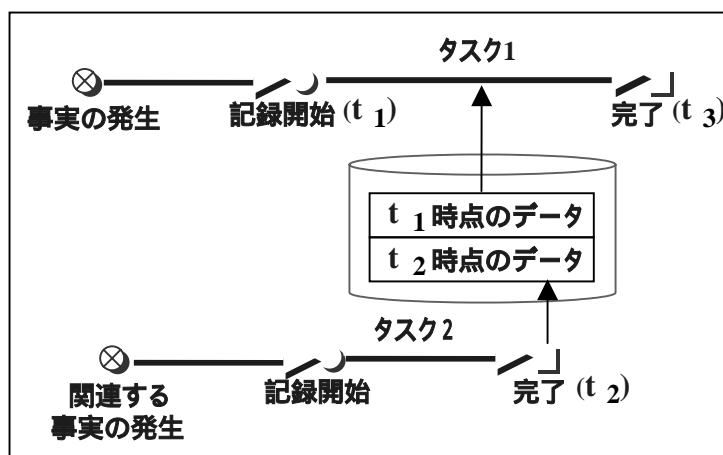 タスク1
事実の発生
記録開始 (t 1)
完了 (t 3)
t 1 時点のデータ
t 2 時点のデータ
タスク2
関連する
事実の発生
記録開始
完了 (t 2)